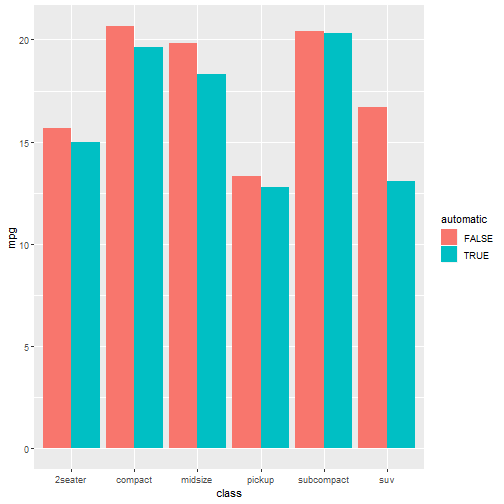 20
15
10
5
0
mpg
2seater compact midsize pickup subcompact suv
class
automatic
FALSE
TRUE